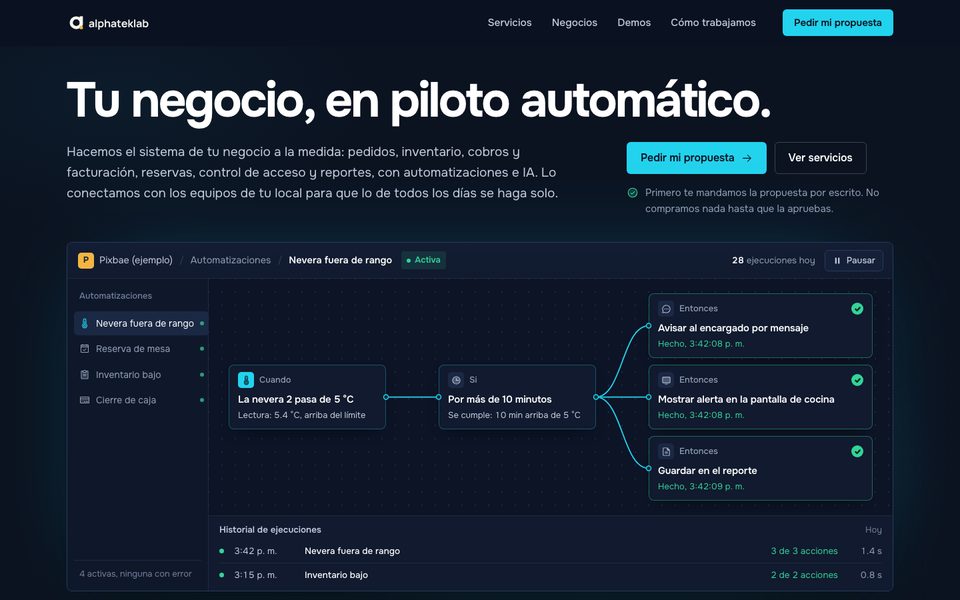 alphateklab
Servicios
Negocios
Demos
Cómo trabajamos
Pedir mi propuesta
Tu negocio, en piloto automático.
Hacemos el sistema de tu negocio a la medida: pedidos, inventario, cobros y
facturación, reservas, control de acceso y reportes, con automatizaciones e IA. Lo
conectamos con los equipos de tu local para que lo de todos los días se haga solo.
Pedir mi propuesta →
Ver servicios
Primero te mandamos la propuesta por escrito. No
compramos nada hasta que la apruebas.
P Pixbae (ejemplo) / Automatizaciones / Nevera fuera de rango
Activa
28 ejecuciones hoy
Pausar
Automatizaciones
Nevera fuera de rango
Reserva de mesa
Inventario bajo
Cierre de caja
4 activas, ninguna con error
Cuando
La nevera 2 pasa de 5 °C
Lectura: 5.4 °C, arriba del límite
Si
Por más de 10 minutos
Se cumple: 10 min arriba de 5 °C
Entonces
Avisar al encargado por mensaje
Hecho, 3:42:08 p. m.
Entonces
Mostrar alerta en la pantalla de cocina
Hecho, 3:42:08 p. m.
Entonces
Guardar en el reporte
Hecho, 3:42:09 p. m.
Historial de ejecuciones
Hoy
3:42 p. m. Nevera fuera de rango 3 de 3 acciones 1.4 s
3:15 p. m. Inventario bajo 2 de 2 acciones 0.8 s